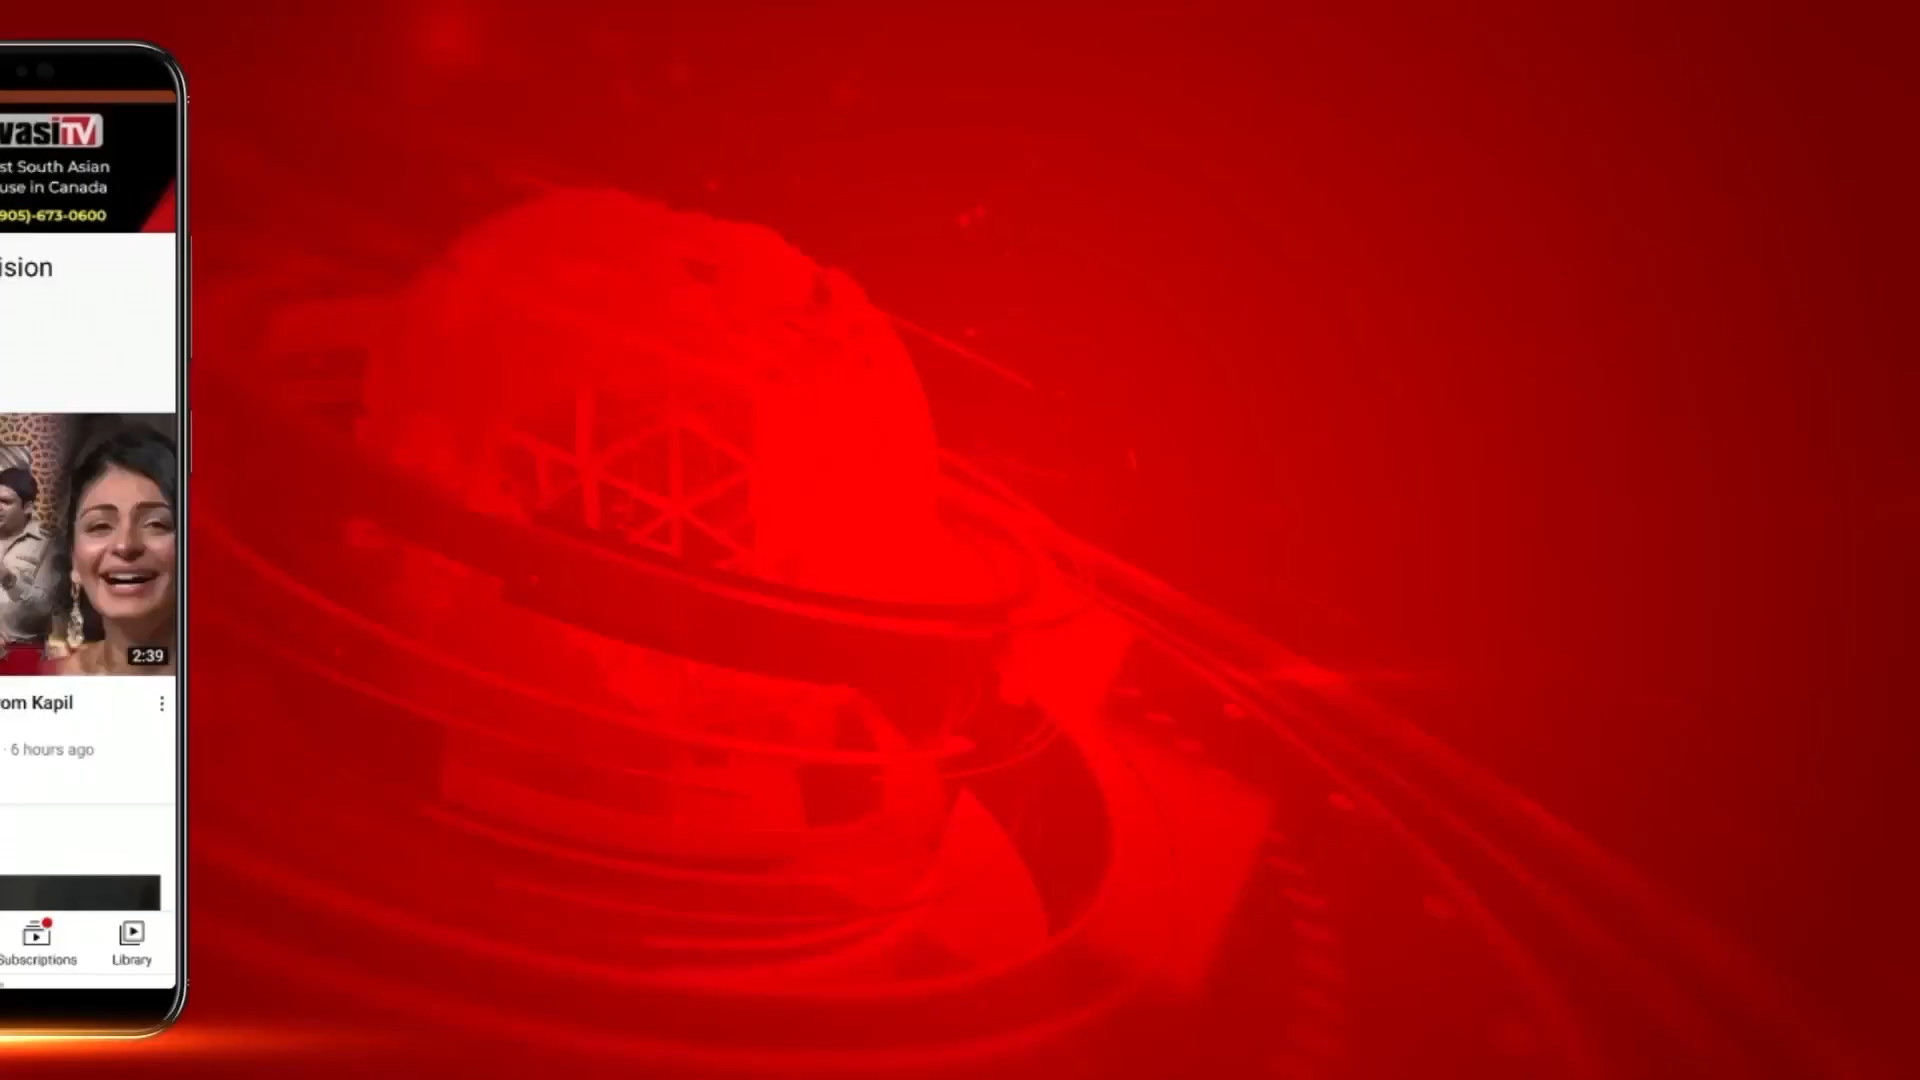 vasiTV
st South Asian
use in Canada
905)-673-0600
ision
2:39
om Kapil
· 6 hours ago
Subscriptions
Library